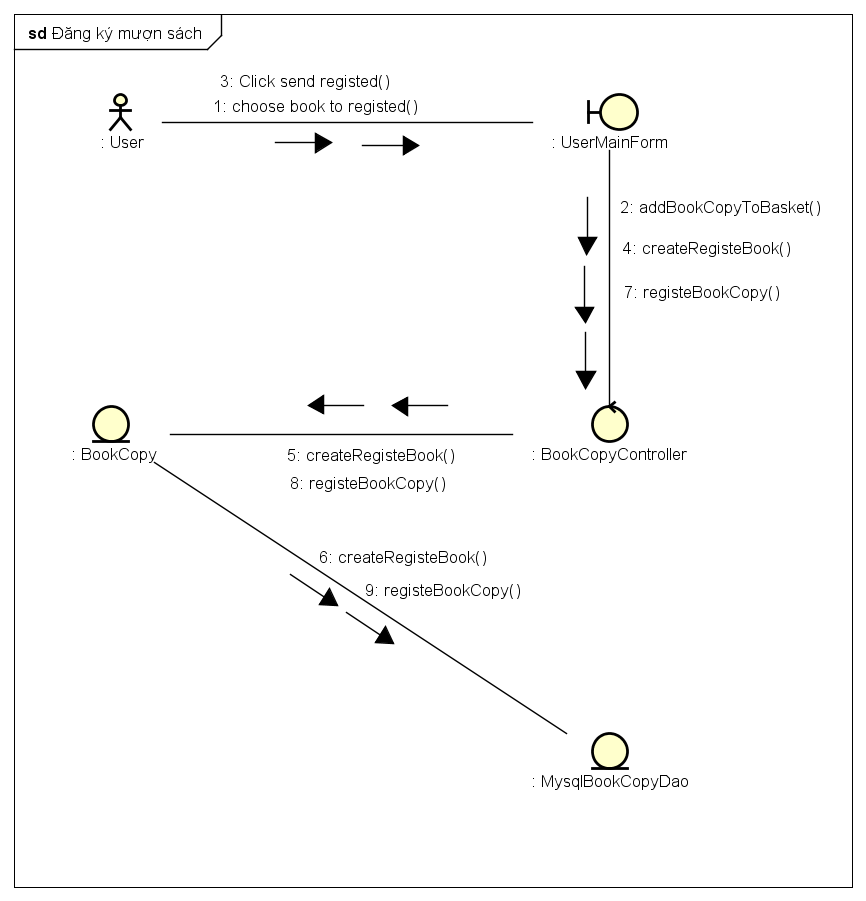 sd Đăng ký mượn sách
3: Click send registed()
1: choose book to registed()
: User
: UserMainForm
2: addBookCopyToBasket()
4: createRegisteBook()
7: registeBookCopy()
: BookCopy
5: createRegisteBook()
: BookCopyController
8: registeBookCopy()
6: createRegisteBook()
9: registeBookCopy()
: MysqlBookCopyDao